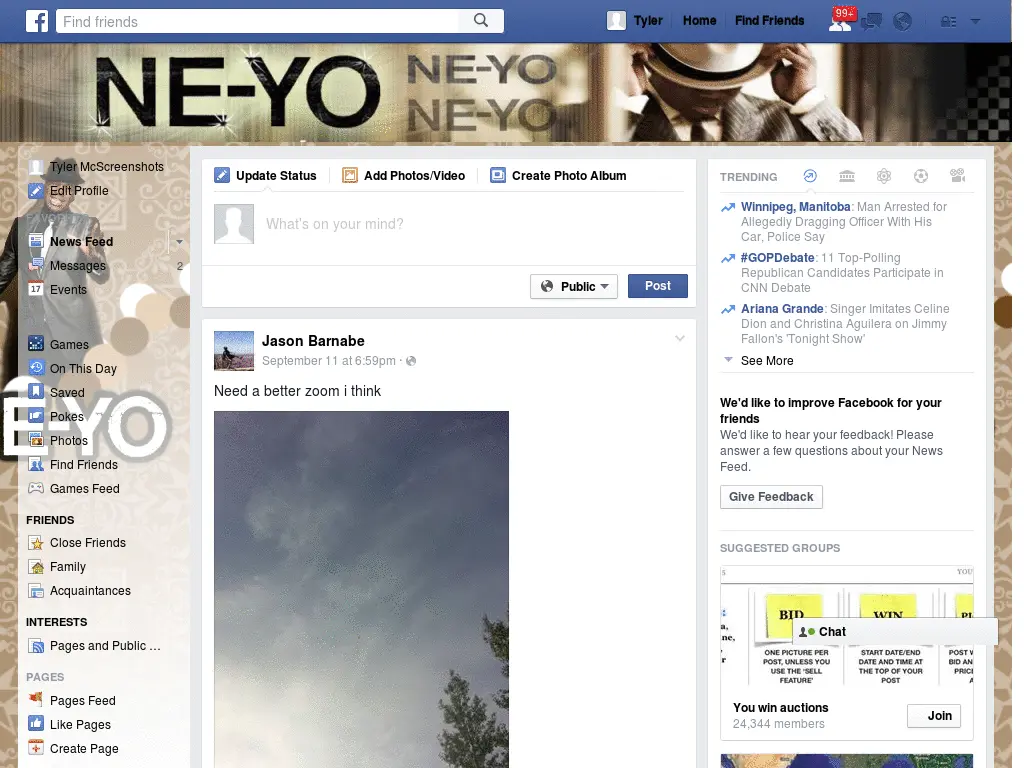 f
Find friends
Tyler
Home
Find Friends
99+
NE-YO
NE-YO
NE-YO
Tyler McScreenshots
Edit Profile
FAVORITES
News Feed
Messages
2
17
Events
Games
On This Day
Saved
Pokes
E-YO
Photos
Find Friends
Games Feed
FRIENDS
Close Friends
Family
Acquaintances
INTERESTS
Pages and Public ...
PAGES
Pages Feed
Like Pages
Create Page
Update Status
Add Photos/Video
Create Photo Album
What's on your mind?
Public
Post
Jason Barnabe
September 11 at 6:59pm ·
Need a better zoom i think
TRENDING
Winnipeg, Manitoba: Man Arrested for
Allegedly Dragging Officer With His
Car, Police Say
#GOPDebate: 11 Top-Polling
Republican Candidates Participate in
CNN Debate
Ariana Grande: Singer Imitates Celine
Dion and Christina Aguilera on Jimmy
Fallon's 'Tonight Show'
See More
We'd like to improve Facebook for your
friends
We'd like to hear your feedback! Please
answer a few questions about your News
Feed.
Give Feedback
SUGGESTED GROUPS
YOU
BID
WIN
Chat
ONE PICTURE PER
POST, UNLESS YOU
USE THE 'SELL
FEATURE'
START DATE/END
DATE AND TIME AT
THE TOP OF YOUR
POST
POST W
BID AN
PRICE
You win auctions
24,344 members
Join